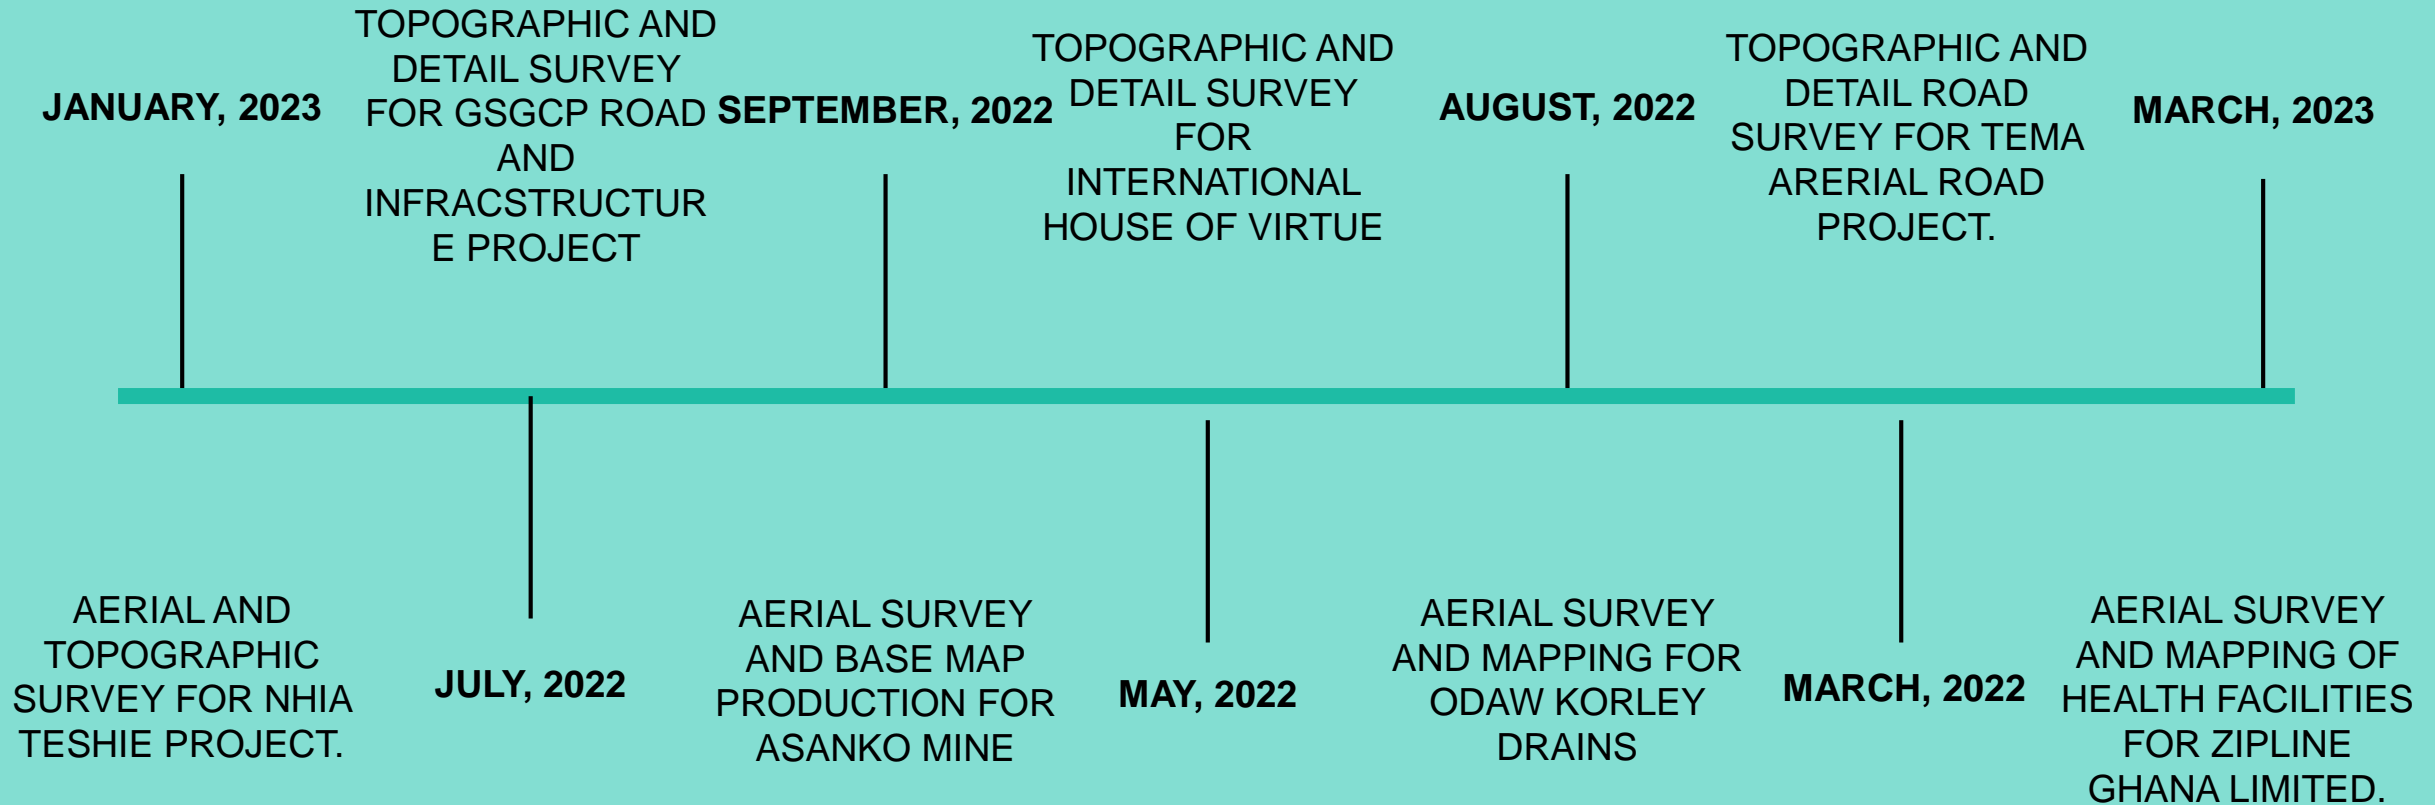 JANUARY, 2023
AERIAL AND
TOPOGRAPHIC
SURVEY FOR NHIA
TESHIE PROJECT.
TOPOGRAPHIC AND
DETAIL SURVEY
FOR GSGCP ROAD
AND
INFRACSTRUCTUR
E PROJECT
JULY, 2022
SEPTEMBER, 2022
AERIAL SURVEY
AND BASE MAP
PRODUCTION FOR
ASANKO MINE
TOPOGRAPHIC AND
DETAIL SURVEY
FOR
INTERNATIONAL
HOUSE OF VIRTUE
MAY, 2022
AUGUST, 2022
AERIAL SURVEY
AND MAPPING FOR
ODAW KORLEY
DRAINS
TOPOGRAPHIC AND
DETAIL ROAD
SURVEY FOR TEMA
ARERIAL ROAD
PROJECT.
MARCH, 2022
MARCH, 2023
AERIAL SURVEY
AND MAPPING OF
HEALTH FACILITIES
FOR ZIPLINE
GHANA LIMITED.